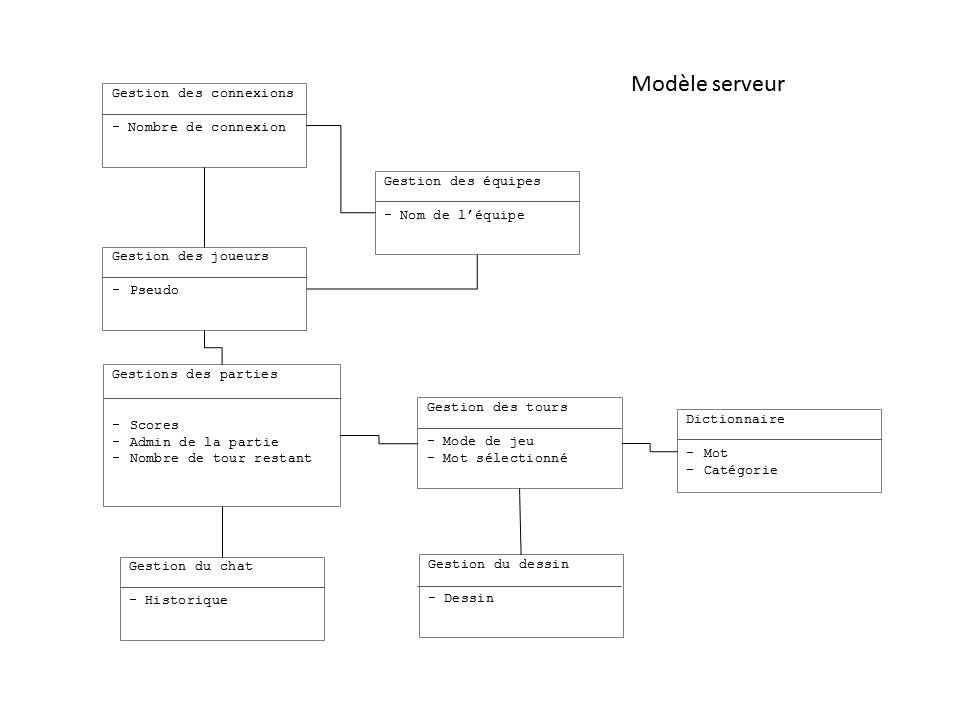 Modèle serveur
Gestion des connexions
- Nombre de connexion
Gestion des équipes
- Nom de l’équipe
Gestion des joueurs
- Pseudo
Gestions des parties
- Scores
- Admin de la partie
- Nombre de tour restant
Gestion des tours
- Mode de jeu
- Mot sélectionné
Dictionnaire
- Mot
- Catégorie
Gestion du chat
- Historique
Gestion du dessin
- Dessin